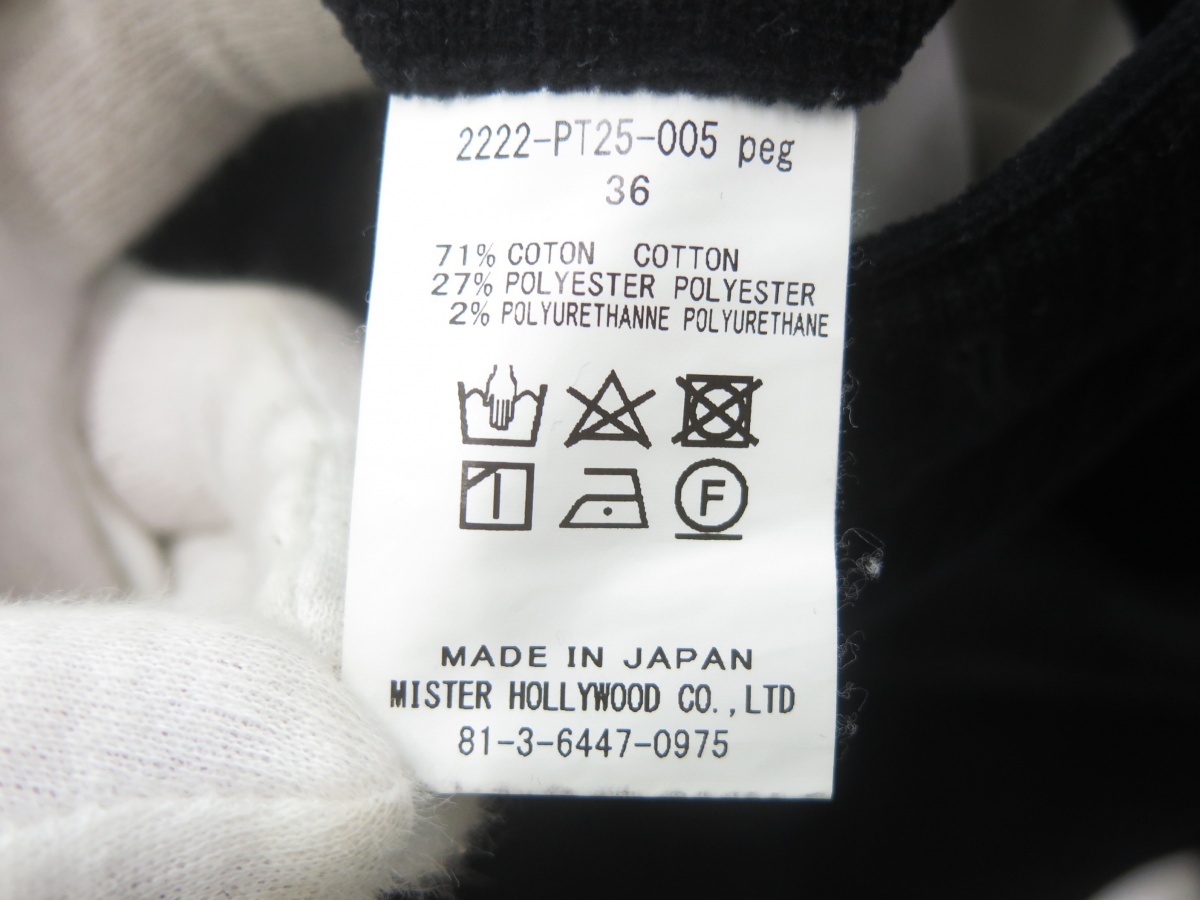 2222-PT25-005 peg
36
71% COTON COTTON
27% POLYESTER POLYESTER
2% POLYURETHANNE POLYURETHANE
F
MADE IN JAPAN
MISTER HOLLYWOOD CO.,LTD
81-3-6447-0975